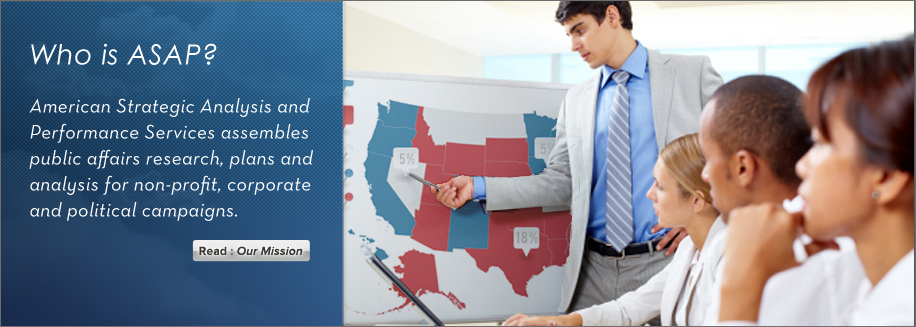 Who is ASAP?
American Strategic Analysis and
Performance Services assembles
public affairs research, plans and
analysis for non-profit, corporate
and political campaigns.
Read : Our Mission
5%
5
18%